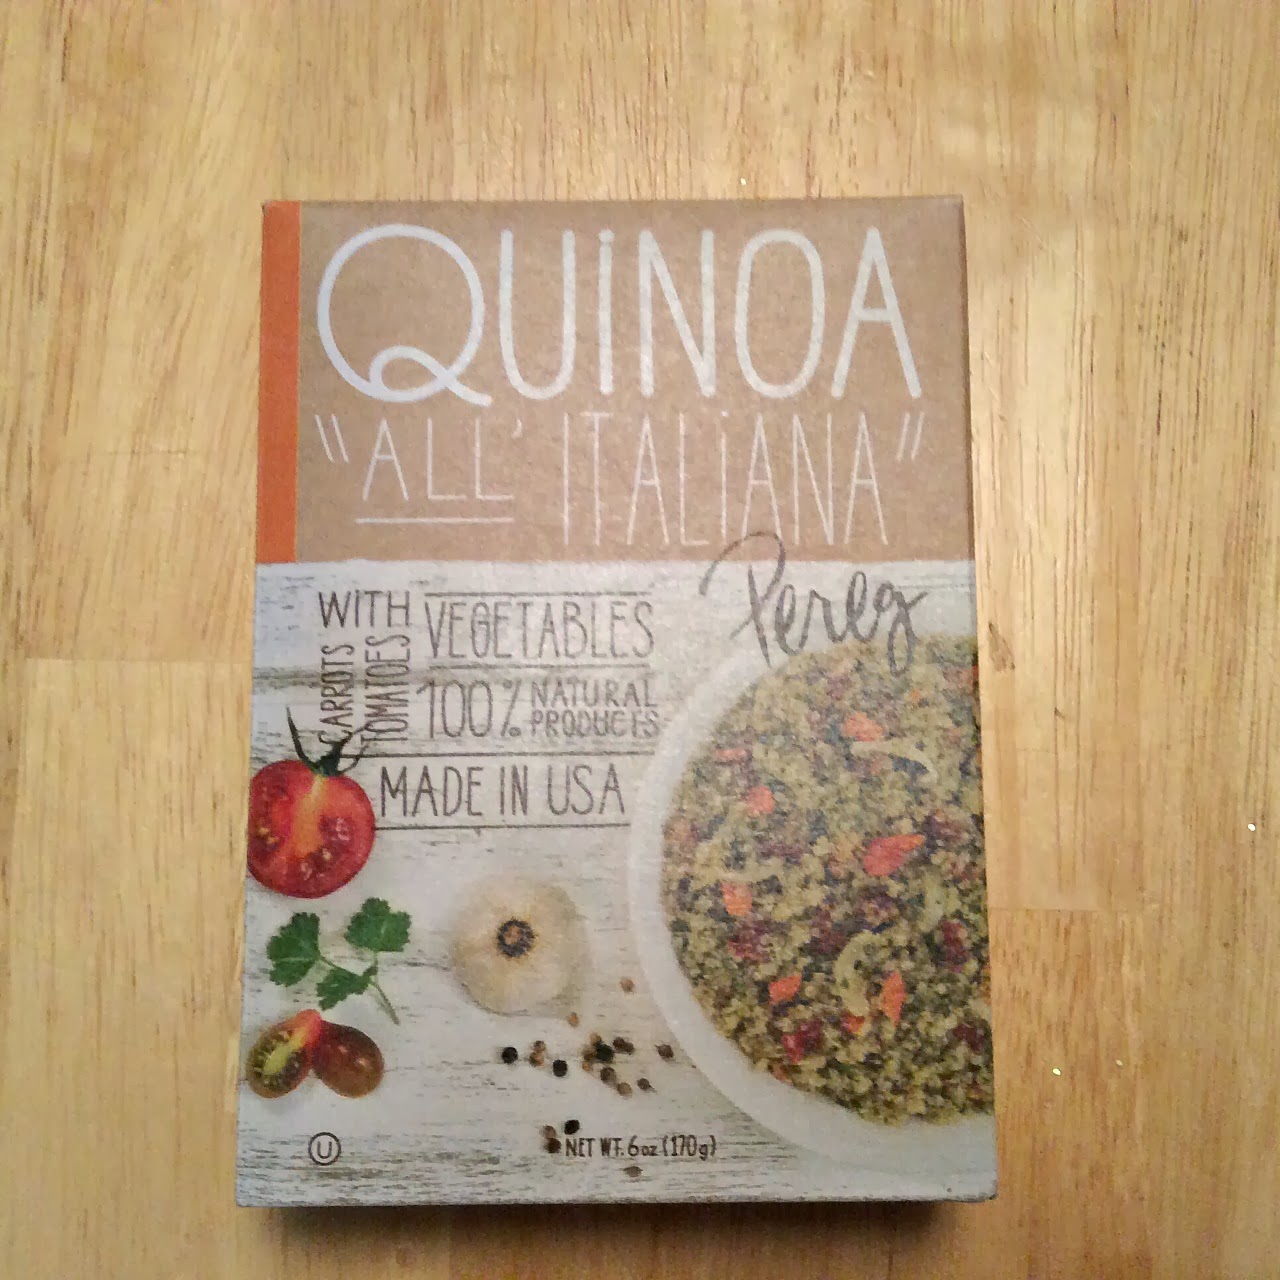 QUiNOA
"ALL' ITALiANA"
Pereg
WITH VEGETABLES
CARROTS
TOMATOES
100% NATURAL
PRODUCTS
MADE IN USA
U
NET WT. 6oz (170g)